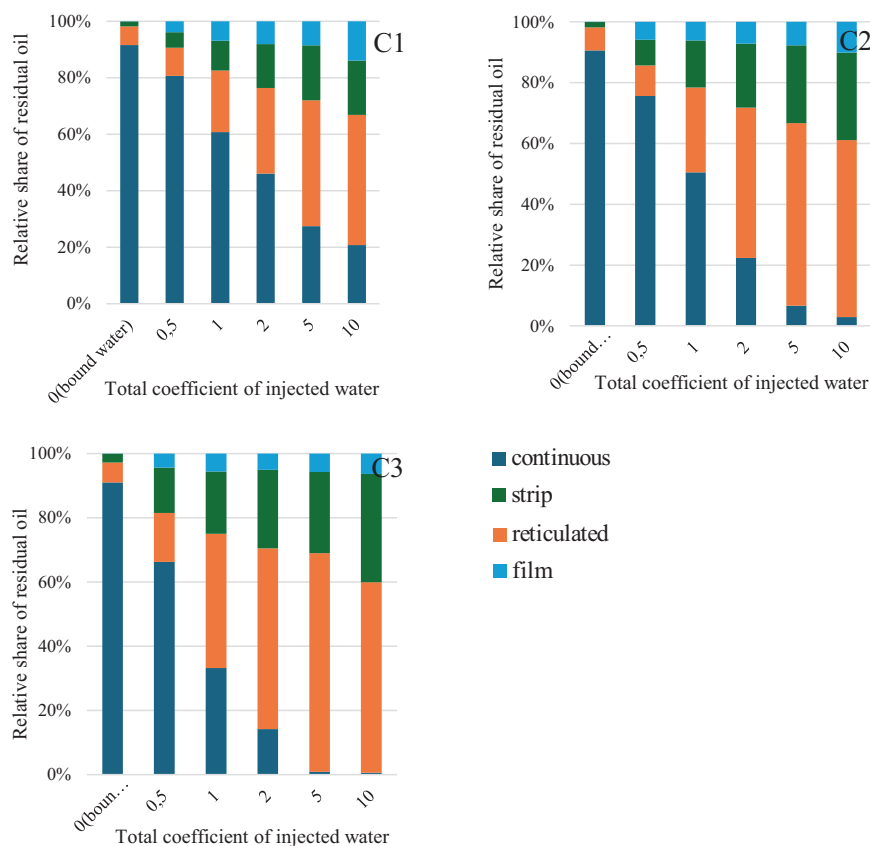 Relative share of residual oil
100%
80%
60%
40%
20%
0%
C1
0(bound water)
0,5
1
2
5
10
Total coefficient of injected water
Relative share of residual oil
100%
80%
60%
40%
20%
0%
C2
0(bound…
0,5
1
2
5
10
Total coefficient of injected water
Relative share of residual oil
100%
80%
60%
40%
20%
0%
C3
0(boun…
0,5
1
2
5
10
Total coefficient of injected water
continuous
strip
reticulated
film